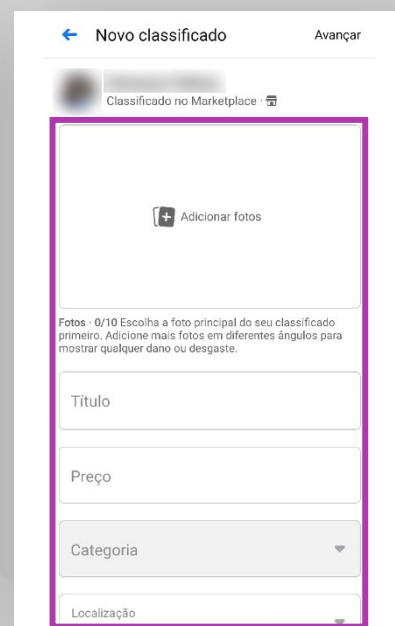 Novo classificado
Avançar
Classificado no Marketplace ·
Adicionar fotos
Fotos · 0/10 Escolha a foto principal do seu classificado
primeiro. Adicione mais fotos em diferentes ângulos para
mostrar qualquer dano ou desgaste.
Título
Preço
Categoria
Localização